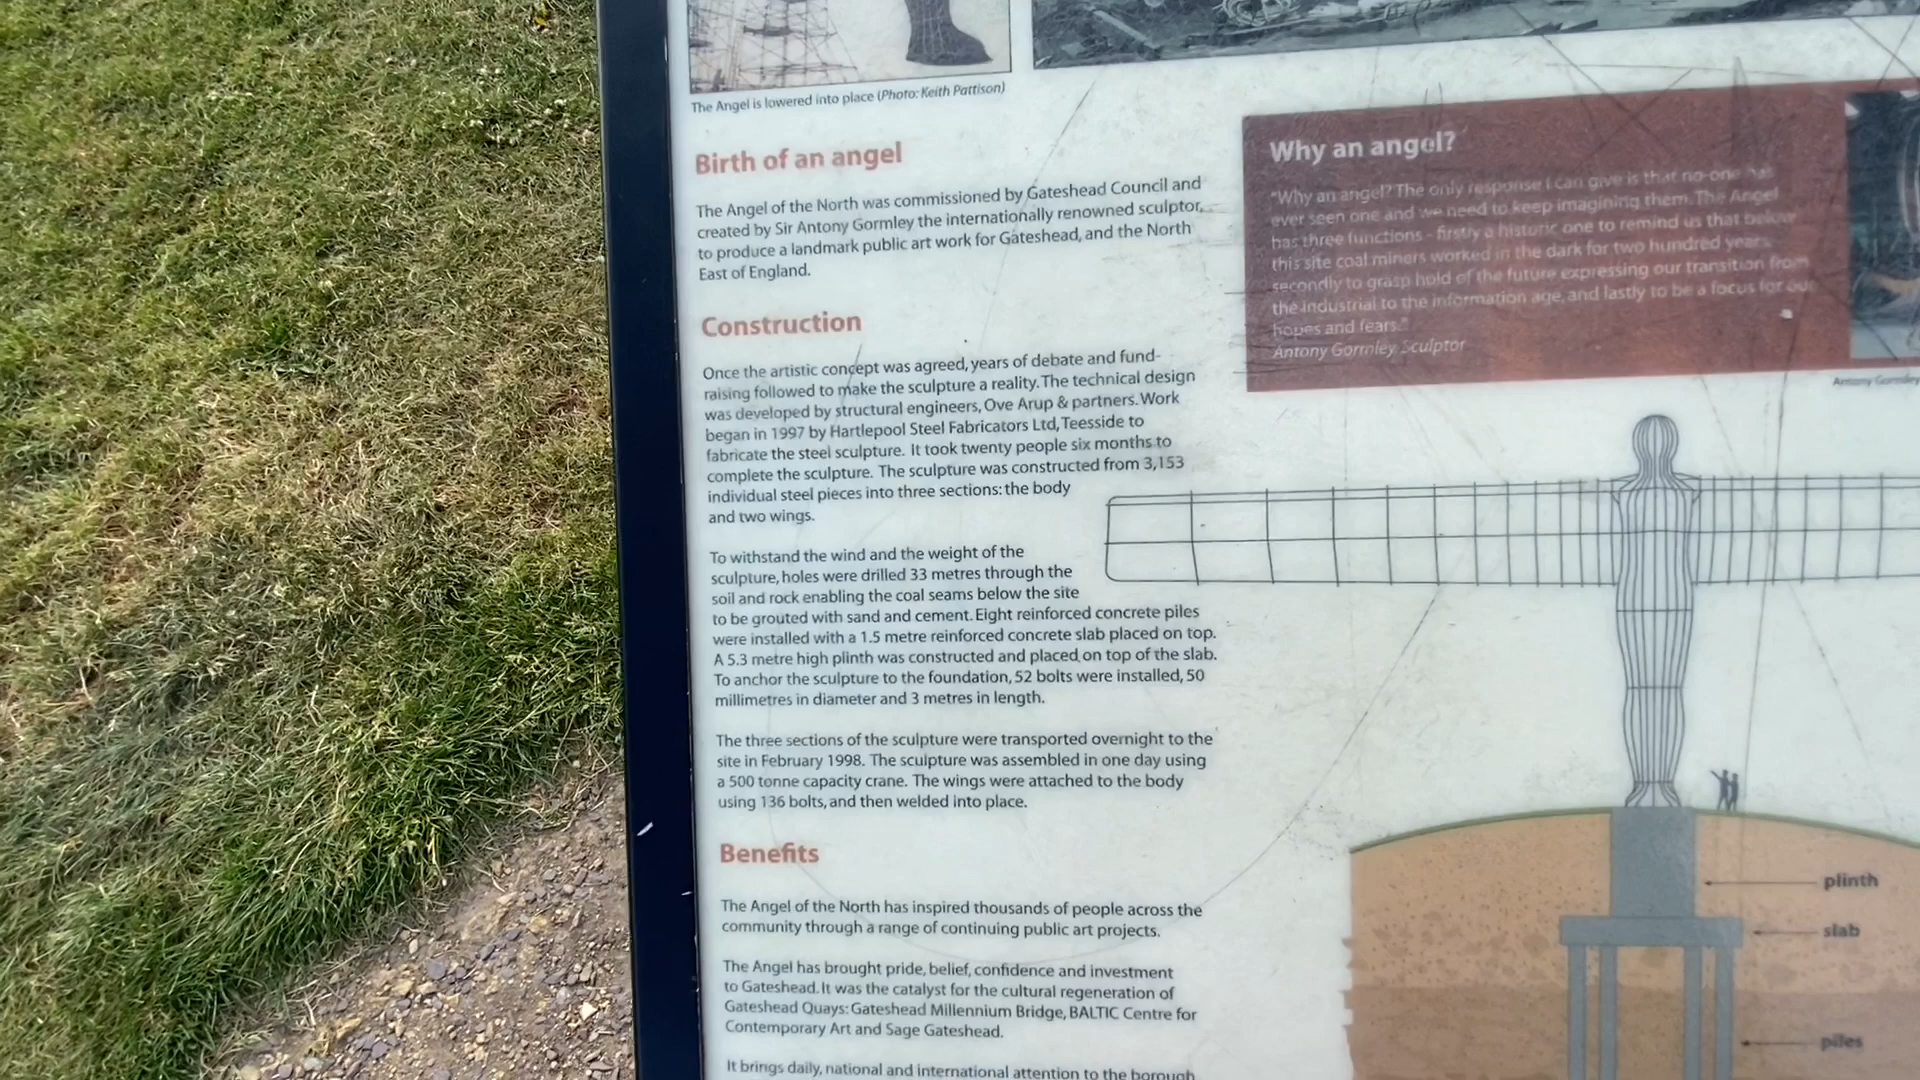 The Angel is lowered into place (Photo: Keith Pattison)
Birth of an angel
The Angel of the North was commissioned by Gateshead Council and
created by Sir Antony Gormley the internationally renowned sculptor,
to produce a landmark public art work for Gateshead, and the North
East of England.
Construction
Once the artistic concept was agreed, years of debate and fund-
raising followed to make the sculpture a reality. The technical design
was developed by structural engineers, Ove Arup & partners. Work
began in 1997 by Hartlepool Steel Fabricators Ltd, Teesside to
fabricate the steel sculpture. It took twenty people six months to
complete the sculpture. The sculpture was constructed from 3,153
individual steel pieces into three sections: the body
and two wings.
To withstand the wind and the weight of the
sculpture, holes were drilled 33 metres through the
soil and rock enabling the coal seams below the site
to be grouted with sand and cement. Eight reinforced concrete piles
were installed with a 1.5 metre reinforced concrete slab placed on top.
A 5.3 metre high plinth was constructed and placed on top of the slab.
To anchor the sculpture to the foundation, 52 bolts were installed, 50
millimetres in diameter and 3 metres in length.
The three sections of the sculpture were transported overnight to the
site in February 1998. The sculpture was assembled in one day using
a 500 tonne capacity crane. The wings were attached to the body
using 136 bolts, and then welded into place.
Benefits
The Angel of the North has inspired thousands of people across the
community through a range of continuing public art projects.
The Angel has brought pride, belief, confidence and investment
to Gateshead. It was the catalyst for the cultural regeneration of
Gateshead Quays: Gateshead Millennium Bridge, BALTIC Centre for
Contemporary Art and Sage Gateshead.
It brings daily, national and international attention to the borough
Why an angel?
"Why an angel? The only response I can give is that no-one has
ever seen one and we need to keep imagining them. The Angel
has three functions - firstly a historic one to remind us that below
this site coal miners worked in the dark for two hundred years,
secondly to grasp hold of the future expressing our transition from
the industrial to the information age, and lastly to be a focus for our
hopes and fears."
Antony Gormley, Sculptor
Antony Gormley
plinth
slab
piles